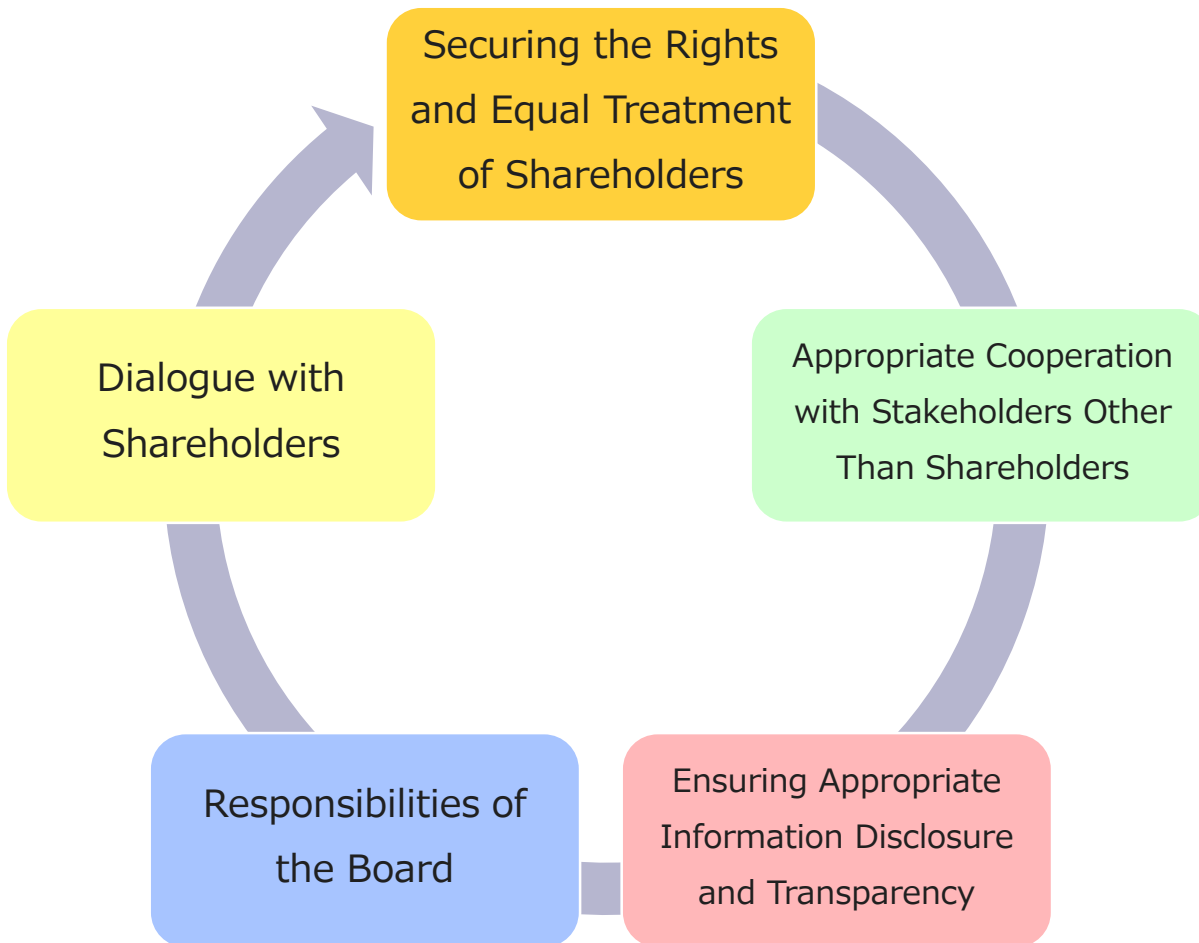 Securing the Rights
and Equal Treatment
of Shareholders
Appropriate Cooperation
with Stakeholders Other
Than Shareholders
Ensuring Appropriate
Information Disclosure
and Transparency
Responsibilities of
the Board
Dialogue with
Shareholders